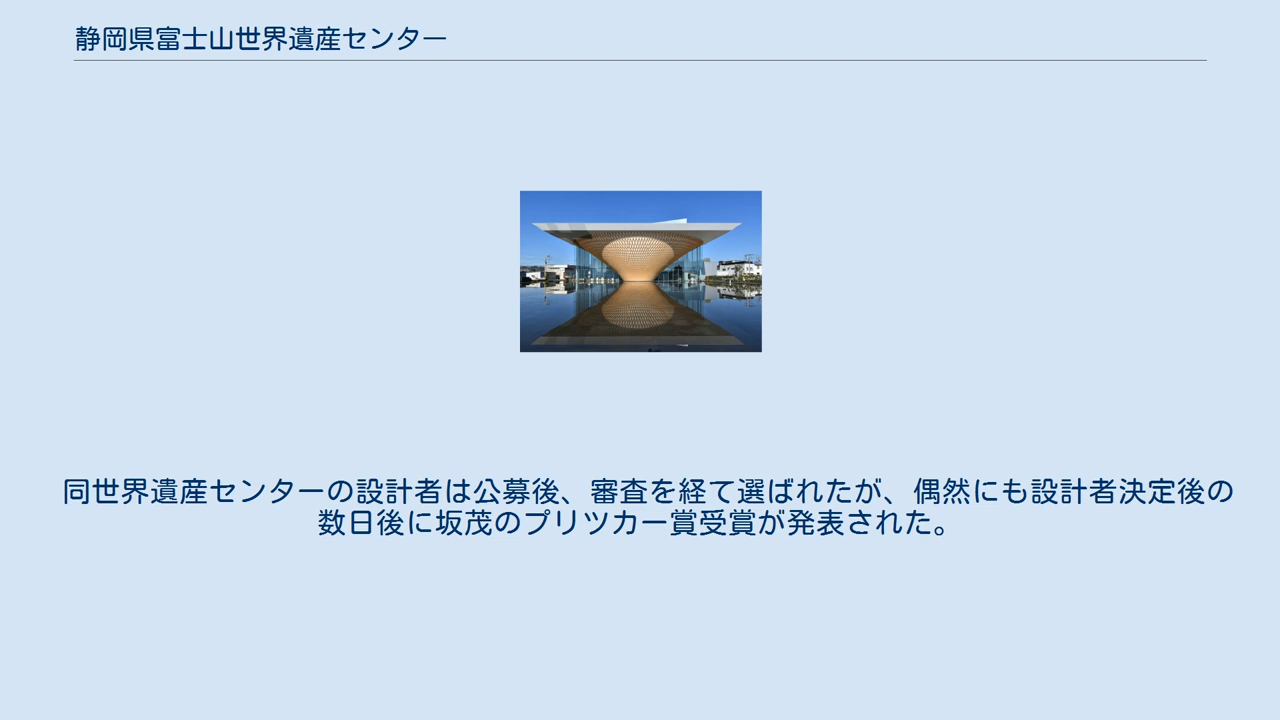 静岡県富士山世界遺産センター
同世界遺産センターの設計者は公募後、審査を経て選ばれたが、偶然にも設計者決定後の
数日後に坂茂のプリツカー賞受賞が発表された。